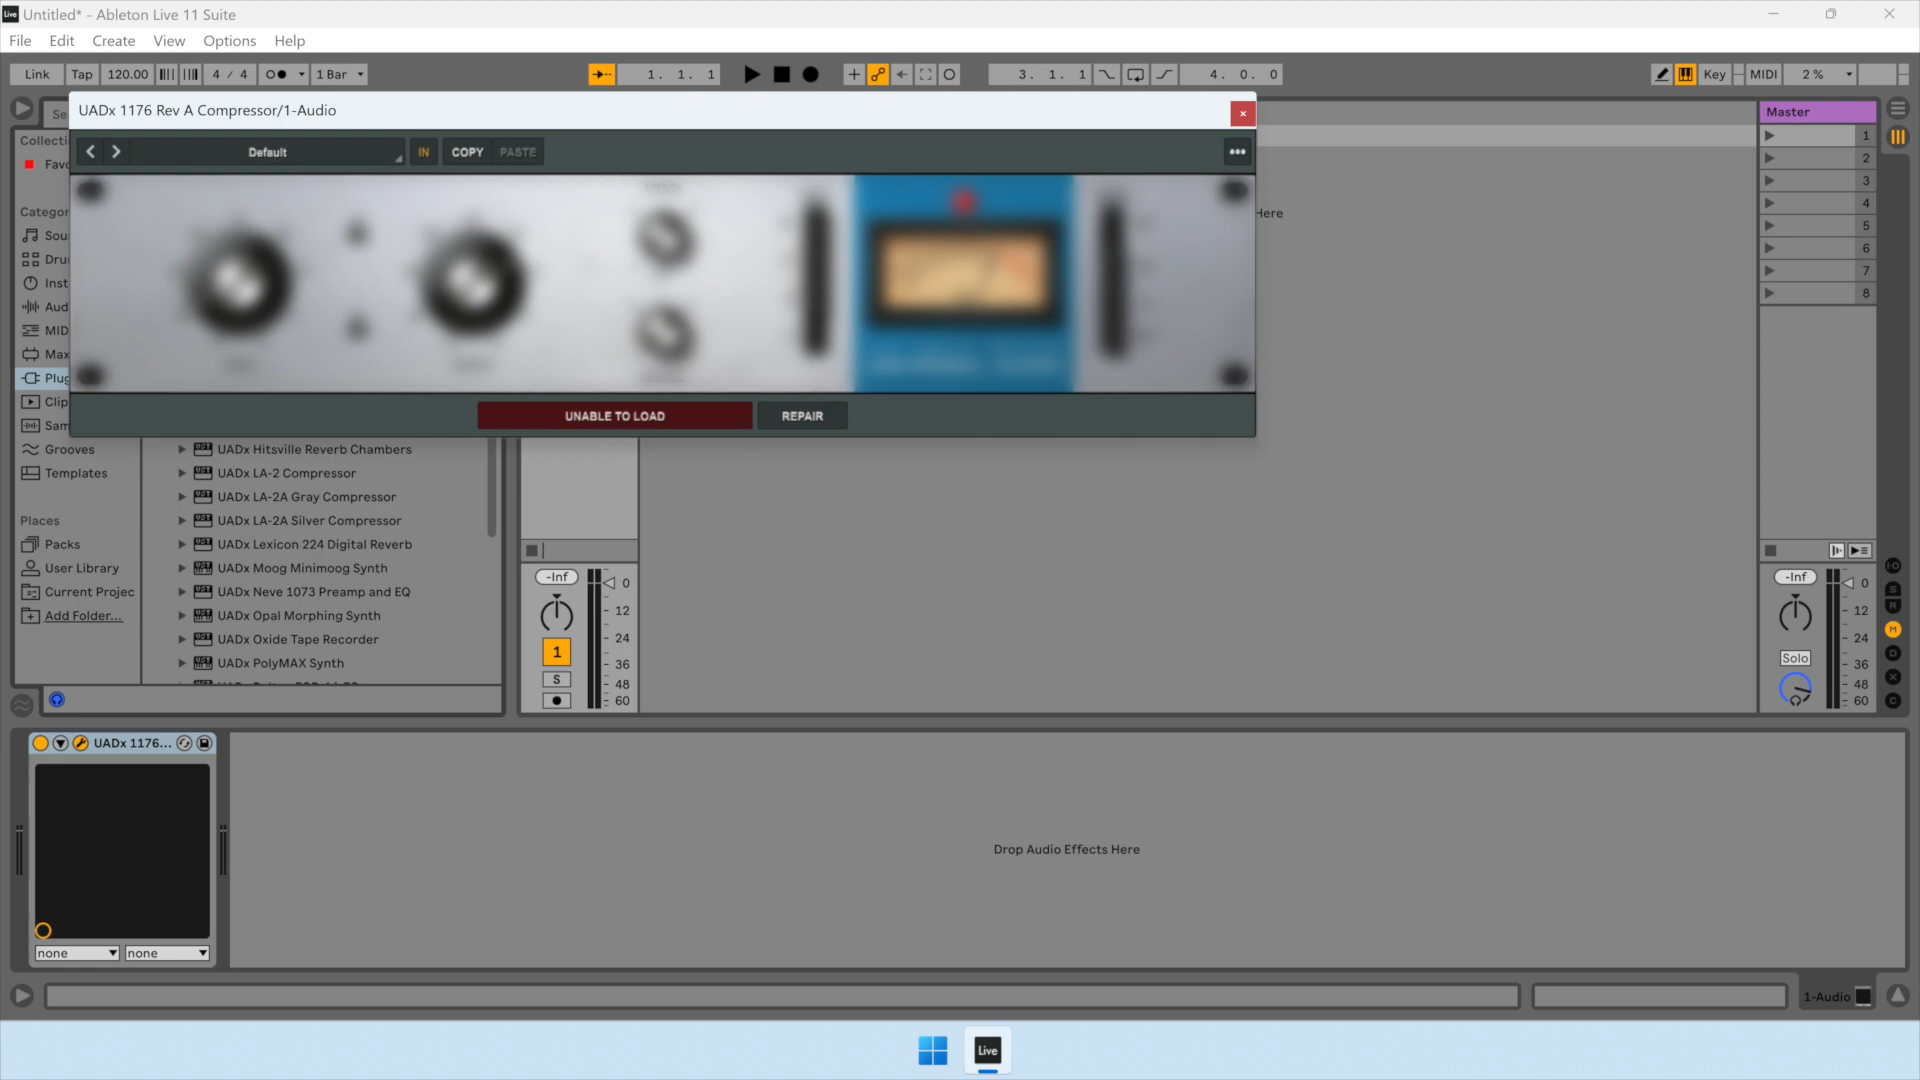 Live Untitled* - Ableton Live 11 Suite
File Edit Create View Options Help
Link Tap 120.00 4 / 4 1 Bar 1. 1. 1 3. 1. 1 4. 0. 0 Key MIDI 2 %
Se
UADx 1176 Rev A Compressor/1-Audio
Default IN COPY PASTE
UNABLE TO LOAD REPAIR
Here
Collecti
Favo
Categor
Sou
Dru
Inst
Aud
MID
Max
Plug
Clip
Sam
Grooves
Templates
Places
Packs
User Library
Current Projec
Add Folder...
UADx Hitsville Reverb Chambers
UADx LA-2 Compressor
UADx LA-2A Gray Compressor
UADx LA-2A Silver Compressor
UADx Lexicon 224 Digital Reverb
UADx Moog Minimoog Synth
UADx Neve 1073 Preamp and EQ
UADx Opal Morphing Synth
UADx Oxide Tape Recorder
UADx PolyMAX Synth
-Inf 0
12
24
1
36
S 48
60
Master
1
2
3
4
5
6
7
8
-Inf 0
12
24
Solo 36
48
60
I·O
S
R
M
D
X
C
UADx 1176...
none none
Drop Audio Effects Here
1-Audio
Live